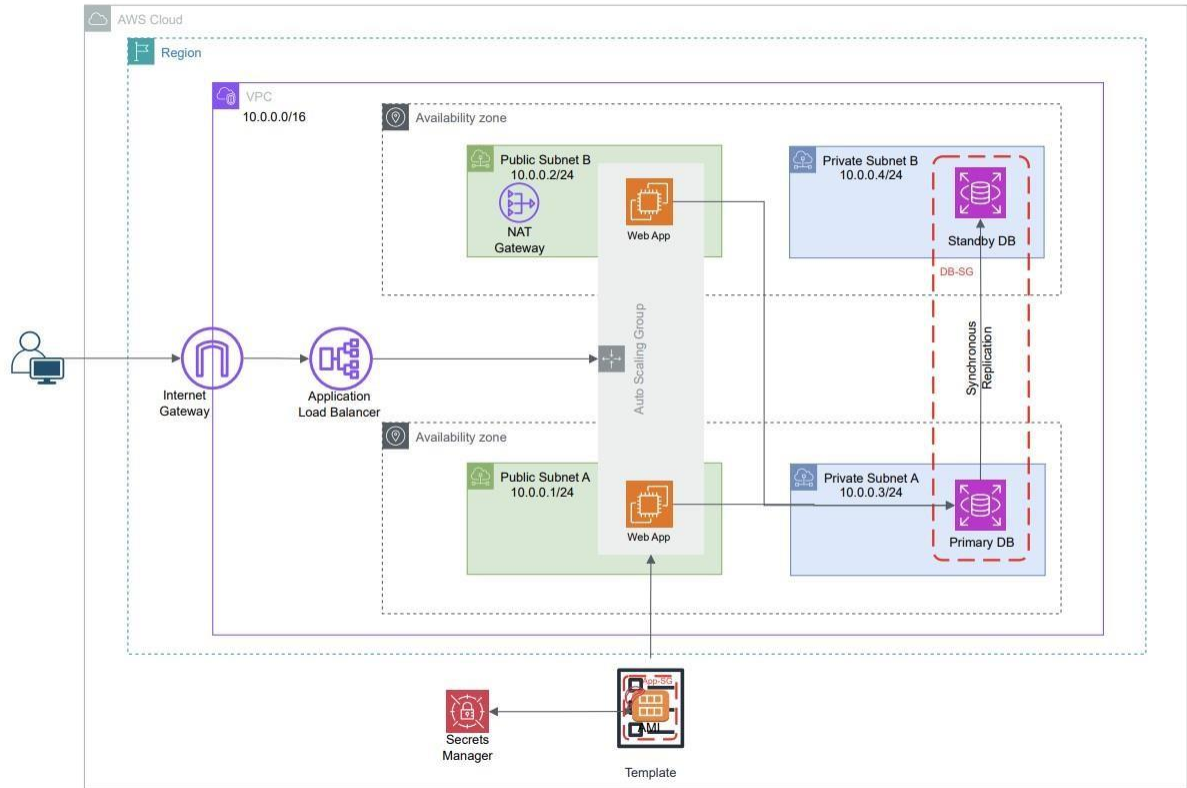 AWS Cloud
Region
VPC
10.0.0.0/16
Availability zone
Public Subnet B
10.0.0.2/24
NAT
Gateway
Web App
Private Subnet B
10.0.0.4/24
Standby DB
DB-SG
Synchronous
Replication
Auto Scaling Group
Internet
Gateway
Application
Load Balancer
Availability zone
Public Subnet A
10.0.0.1/24
Web App
Private Subnet A
10.0.0.3/24
Primary DB
App-SG
AMI
Secrets
Manager
Template